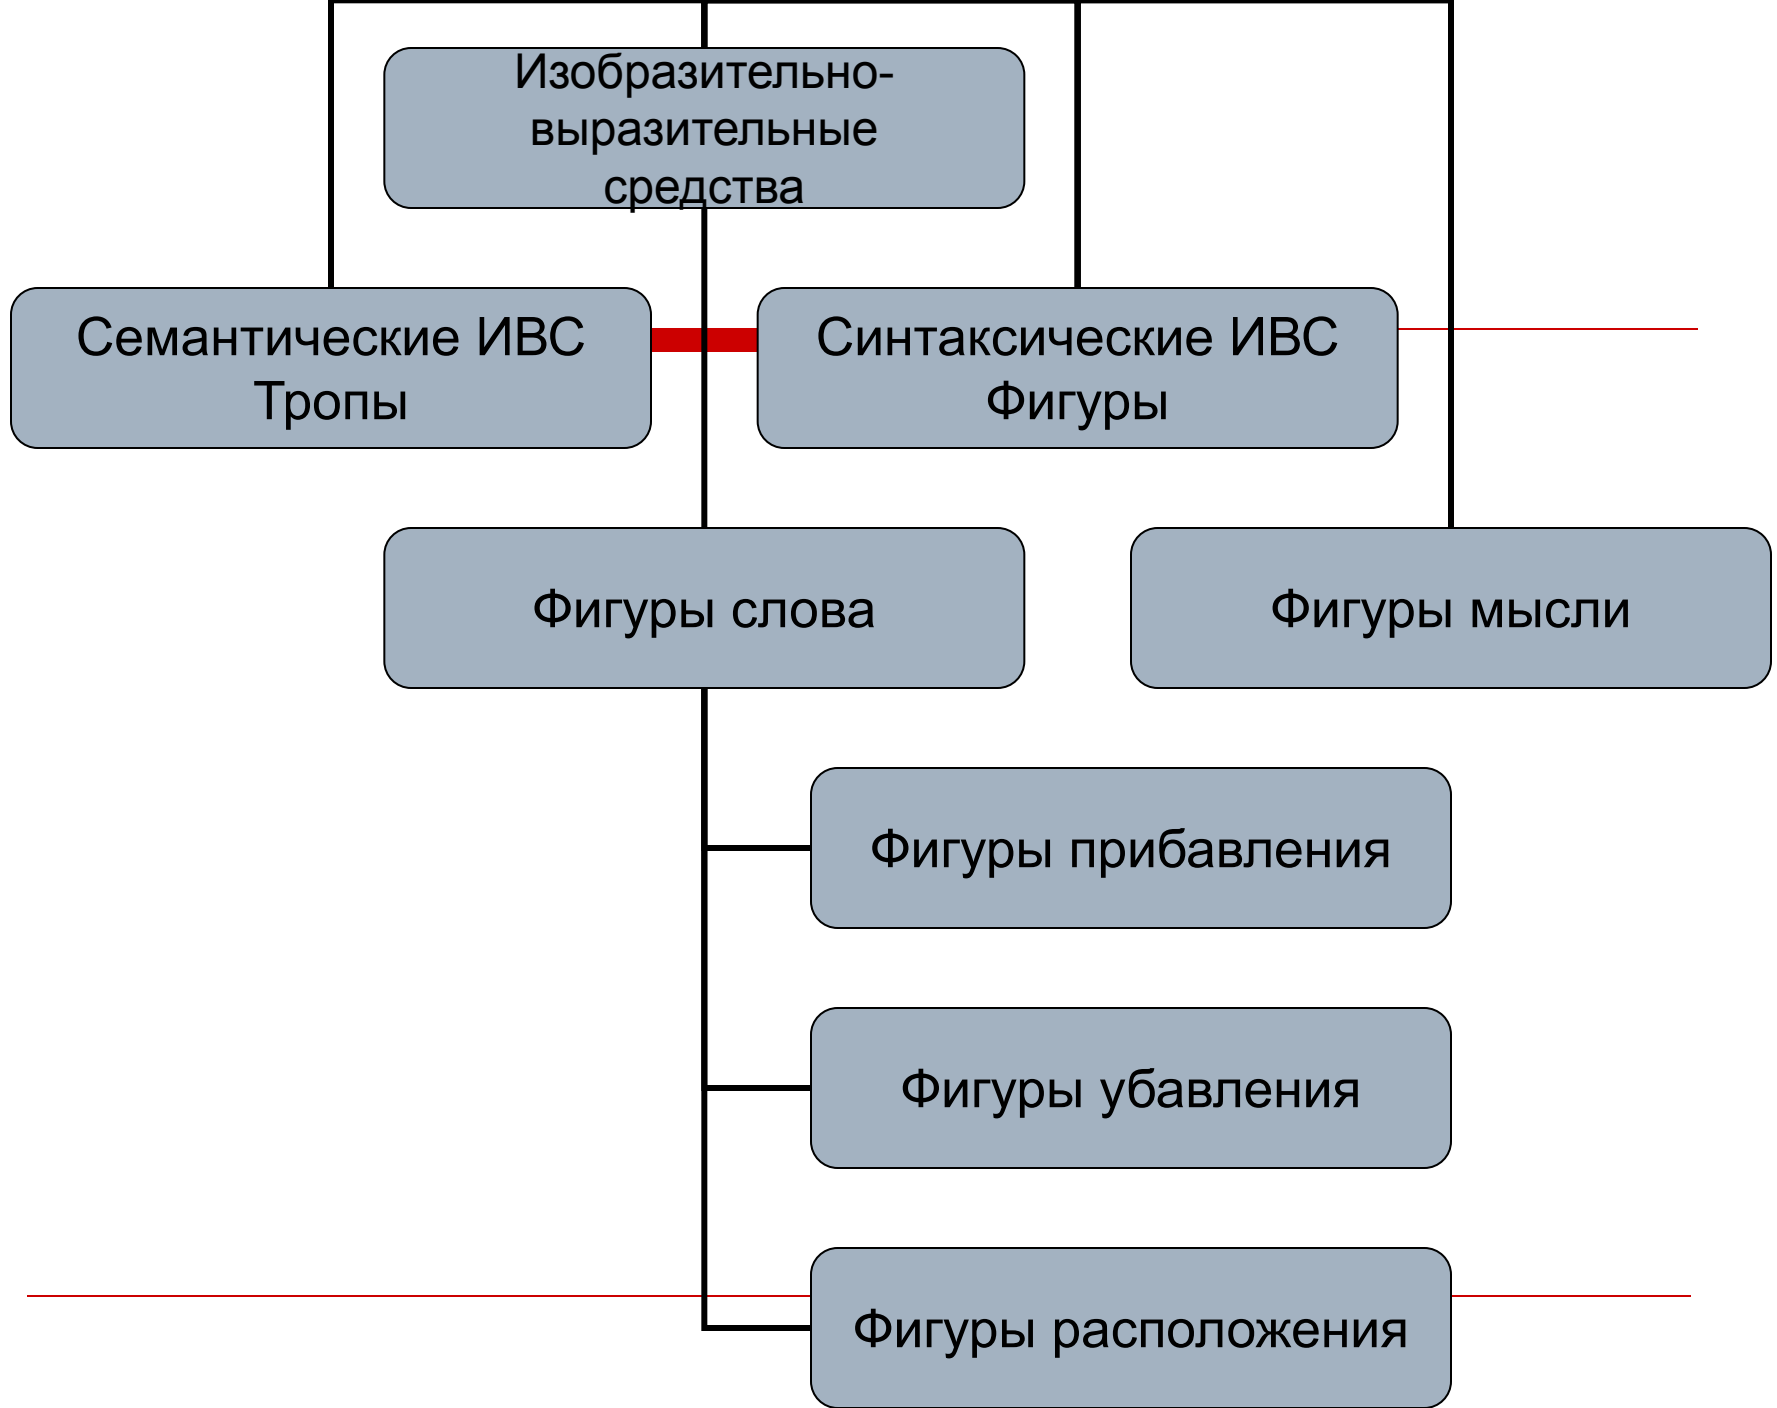 Изобразительно-
выразительные
средства
Семантические ИВС
Тропы
Синтаксические ИВС
Фигуры
Фигуры слова
Фигуры мысли
Фигуры прибавления
Фигуры убавления
Фигуры расположения